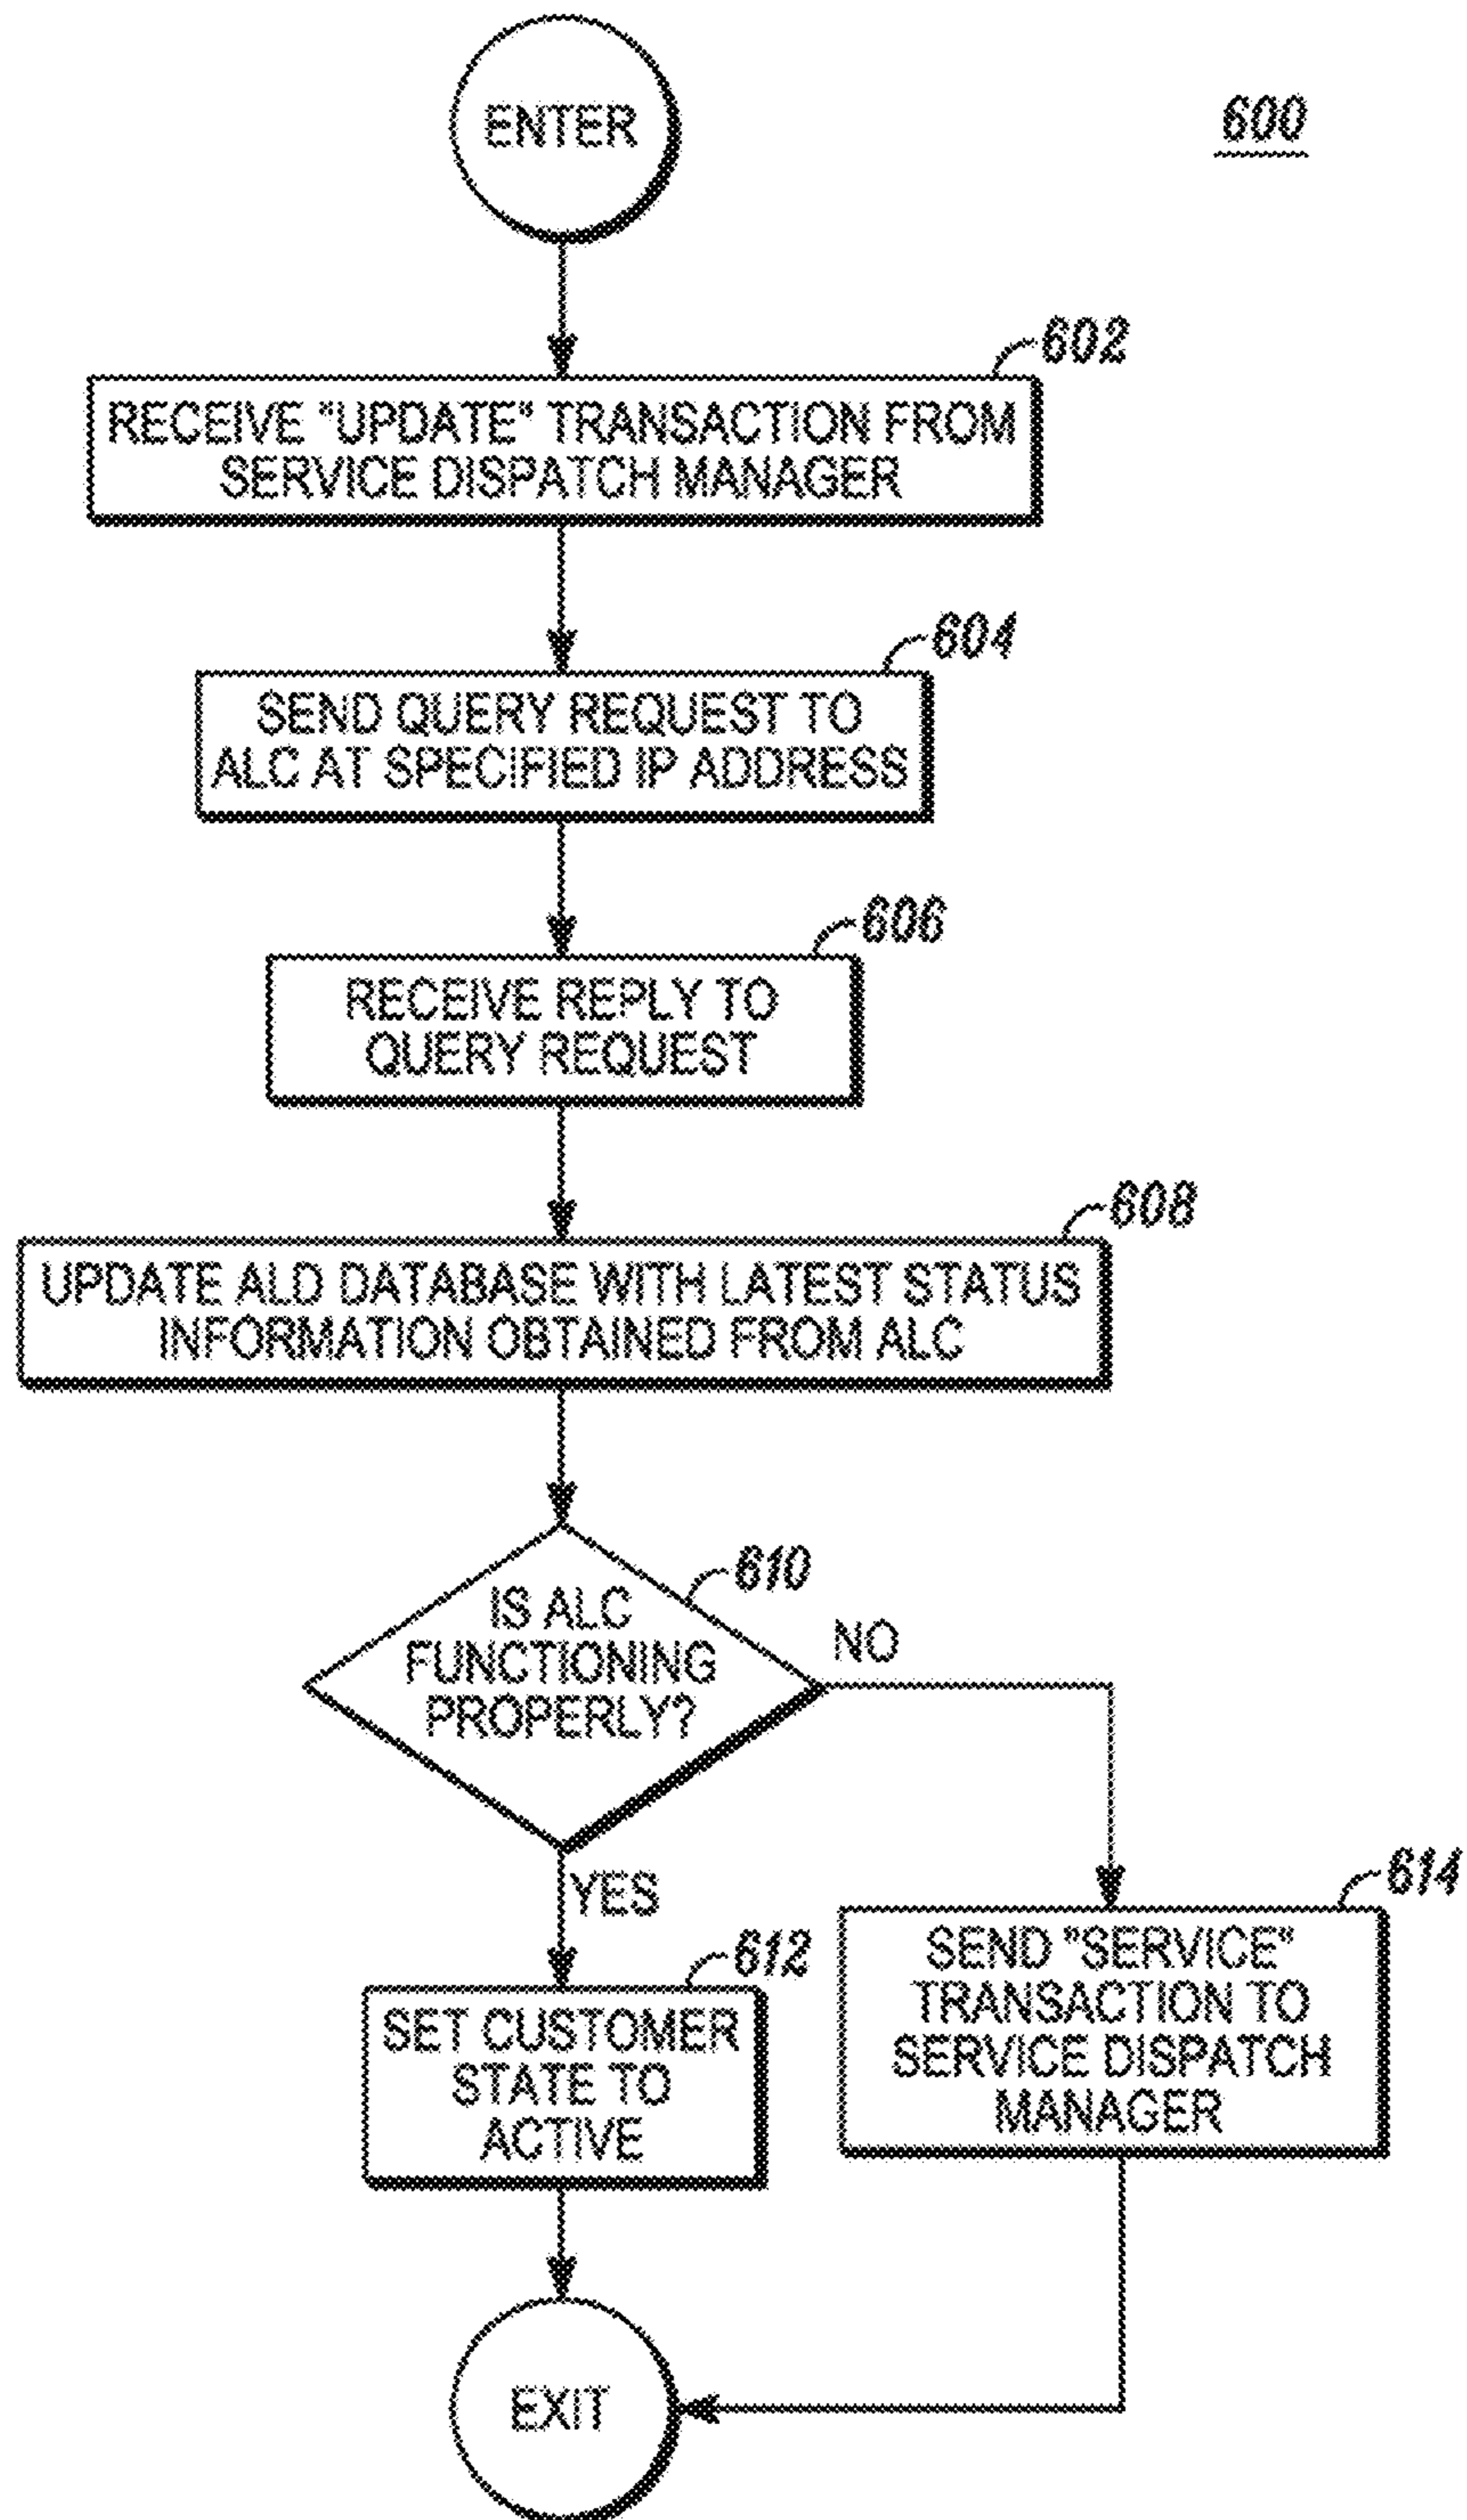 ENTER
600
602
RECEIVE "UPDATE" TRANSACTION FROM
SERVICE DISPATCH MANAGER
604
SEND QUERY REQUEST TO
ALC AT SPECIFIED IP ADDRESS
606
RECEIVE REPLY TO
QUERY REQUEST
608
UPDATE ALD DATABASE WITH LATEST STATUS
INFORMATION OBTAINED FROM ALC
610
IS ALC
FUNCTIONING
PROPERLY?
NO
YES
612
SET CUSTOMER
STATE TO
ACTIVE
614
SEND "SERVICE"
TRANSACTION TO
SERVICE DISPATCH
MANAGER
EXIT